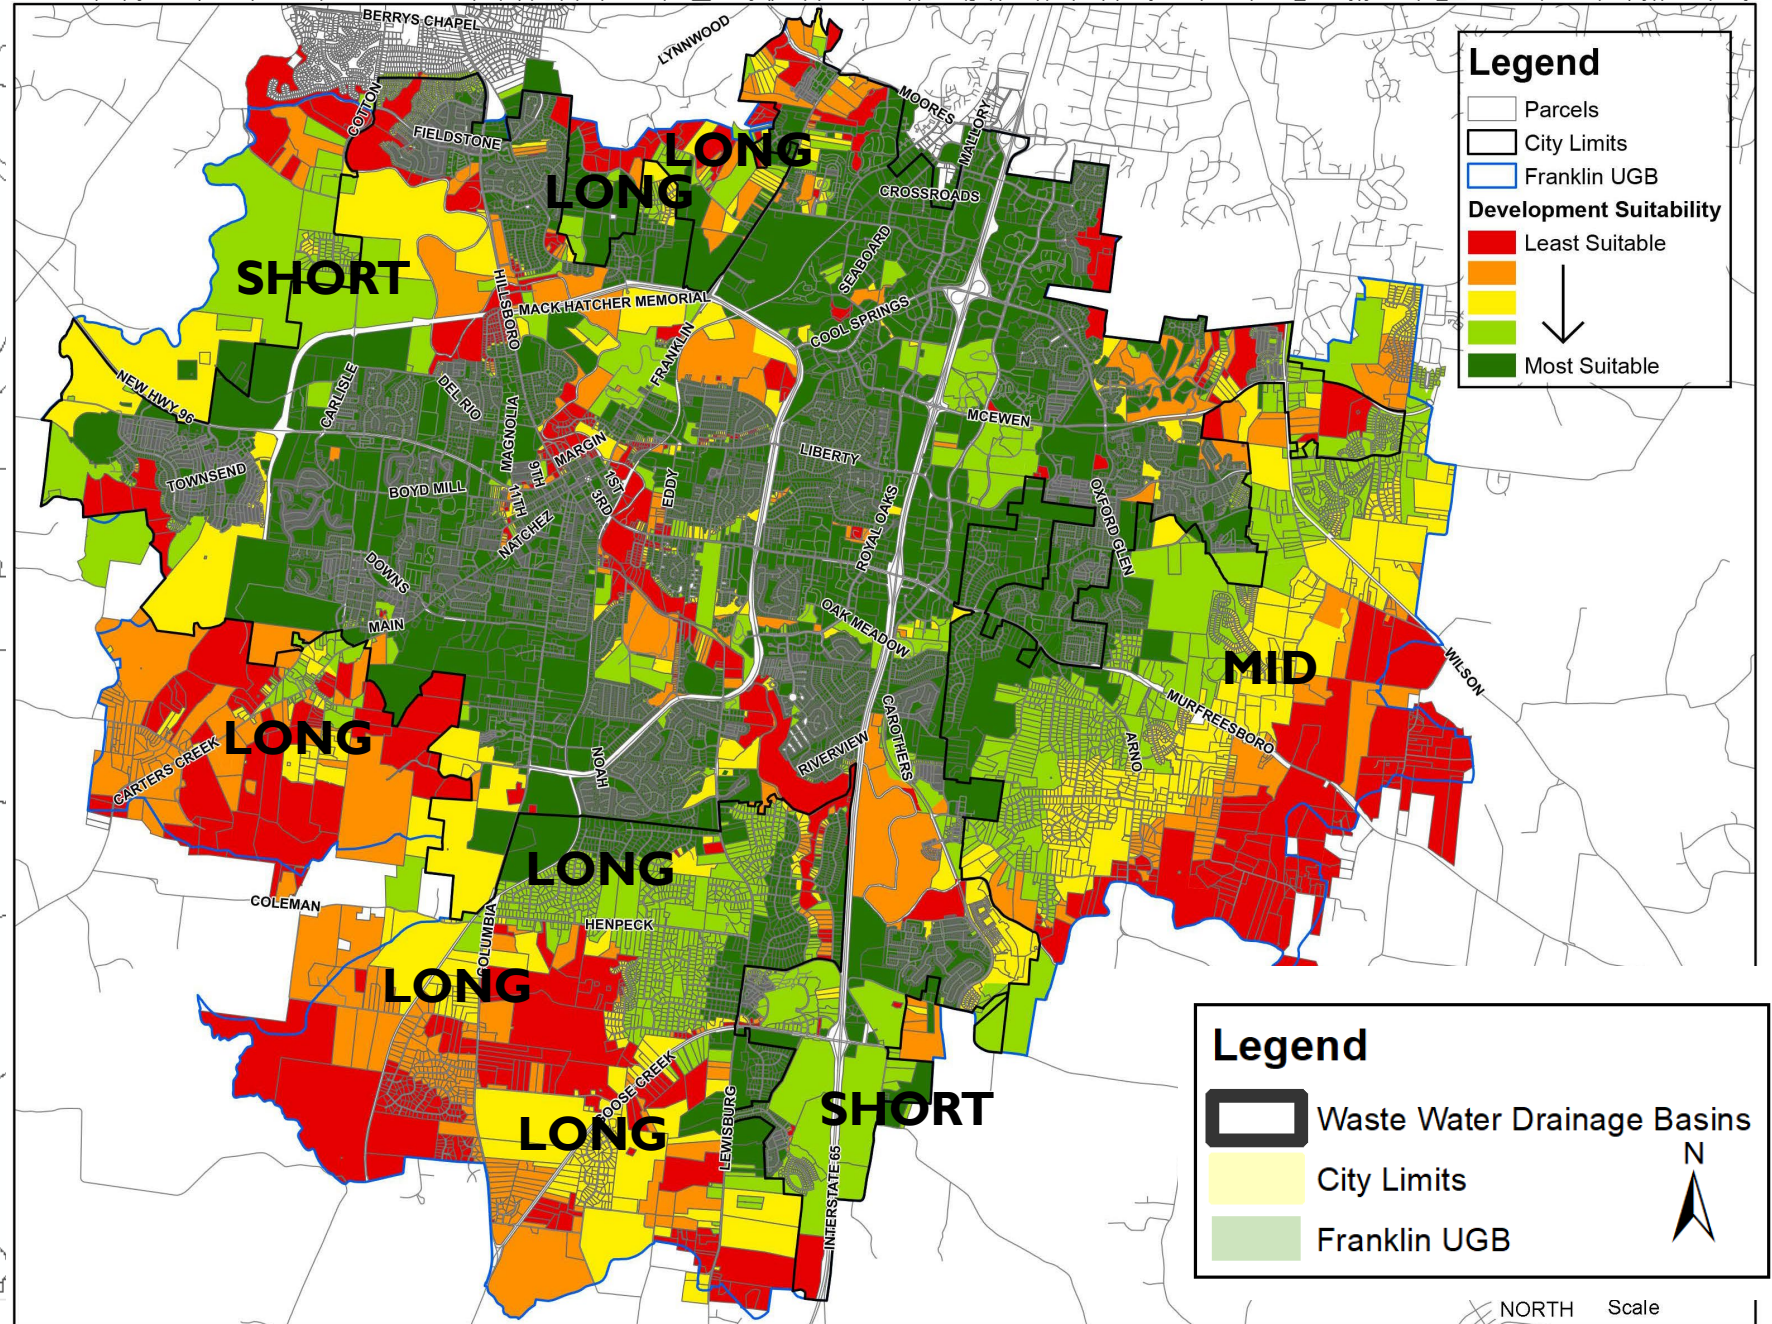 BERRYS CHAPEL
LYNNWOOD
COTTON
FIELDSTONE
MOORES
MALLORY
LONG
LONG
CROSSROADS
SEABOARD
SHORT
HILLSBORO
MACK HATCHER MEMORIAL
COOL SPRINGS
FRANKLIN
NEW HWY 96
CARLISLE
DEL RIO
MAGNOLIA
MCEWEN
MARGIN
LIBERTY
TOWNSEND
BOYD MILL
9TH
11TH
1ST
3RD
EDDY
NATCHEZ
ROYAL OAKS
OXFORD GLEN
DOWNS
MAIN
OAK MEADOW
MID
WILSON
MURFREESBORO
LONG
CARTERS CREEK
NOAH
RIVERVIEW
CAROTHERS
ARNO
LONG
COLEMAN
COLUMBIA
HENPECK
LONG
GOOSE CREEK
LONG
LEWISBURG
SHORT
INTERSTATE 65
Legend
Parcels
City Limits
Franklin UGB
Development Suitability
Least Suitable
Most Suitable
Legend
Waste Water Drainage Basins
City Limits
Franklin UGB
N
NORTH
Scale